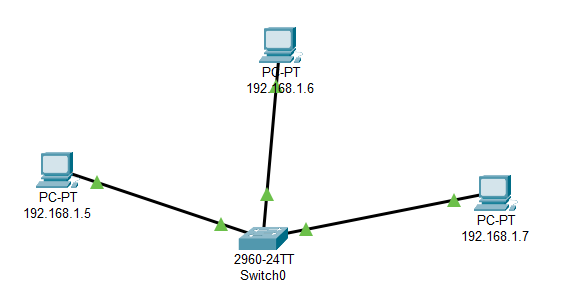 PC-PT
192.168.1.6
PC-PT
192.168.1.5
PC-PT
192.168.1.7
2960-24TT
Switch0